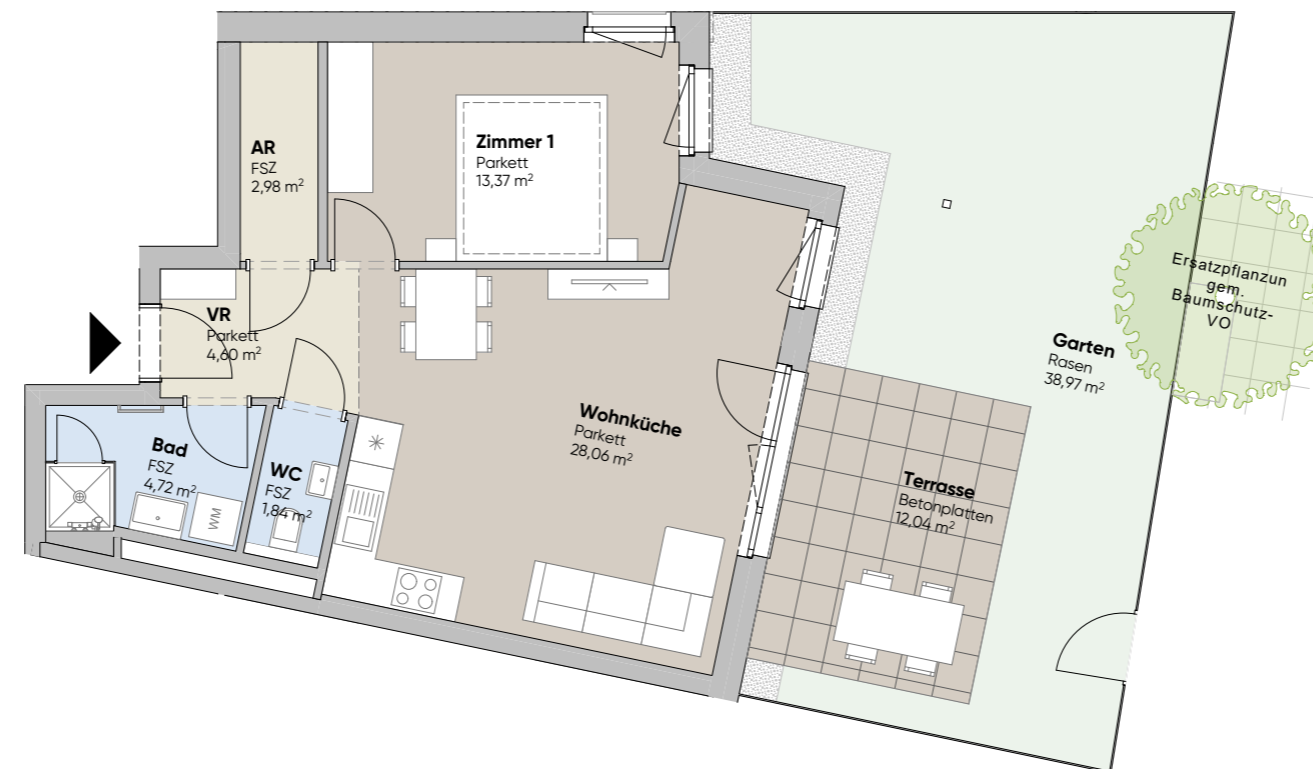 AR
FSZ
2,98 m²
Zimmer 1
Parkett
13,37 m²
VR
Parkett
4,60 m²
Bad
FSZ
4,72 m²
WM
WC
FSZ
1,84 m²
Wohnküche
Parkett
28,06 m²
Terrasse
Betonplatten
12,04 m²
Garten
Rasen
38,97 m²
Ersatzpflanzun
gem.
Baumschutz-
VO